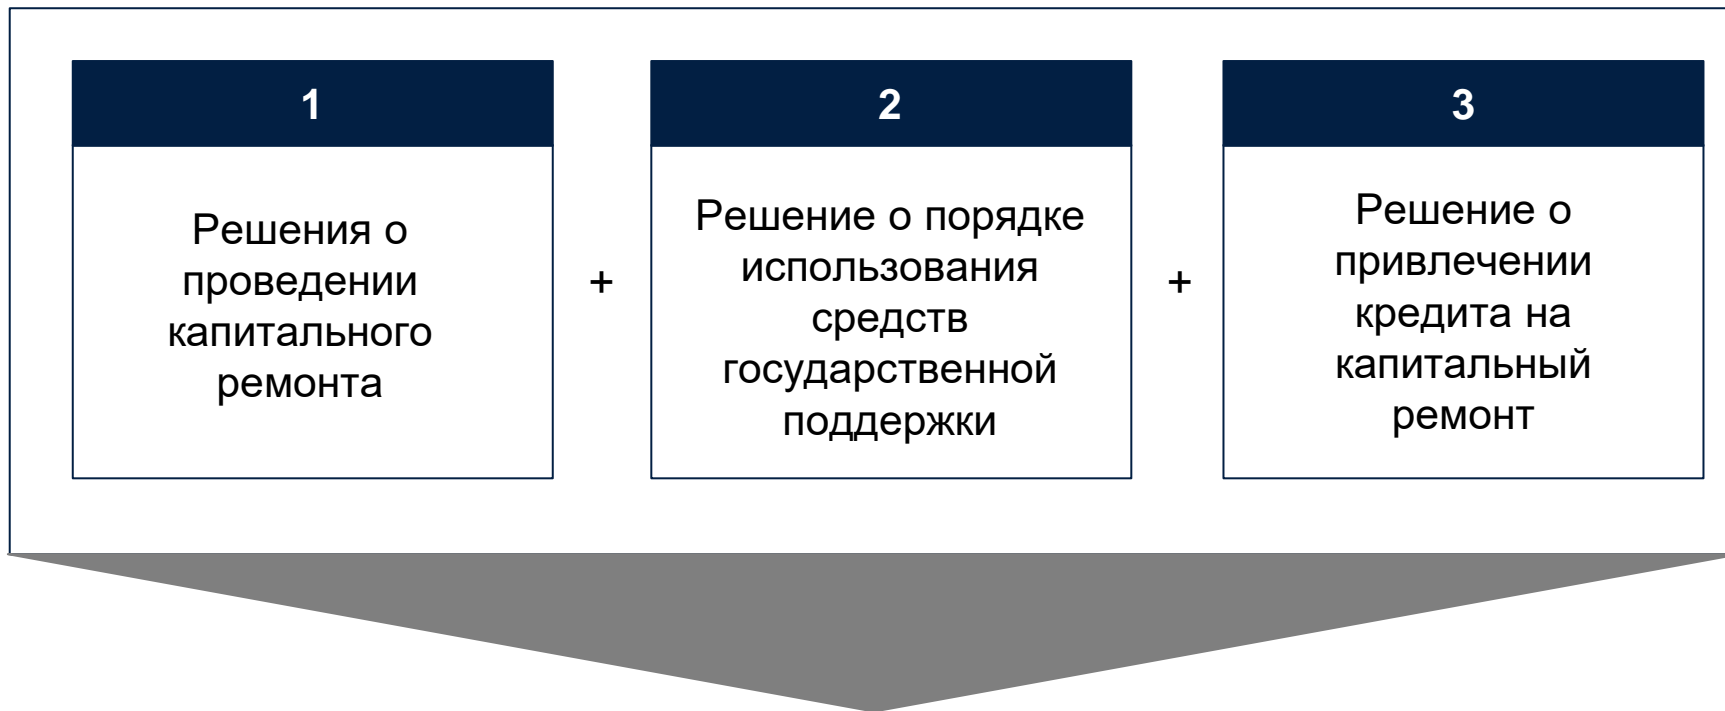 1
Решения о
проведении
капитального
ремонта
+
2
Решение о порядке
использования
средств
государственной
поддержки
+
3
Решение о
привлечении
кредита на
капитальный
ремонт